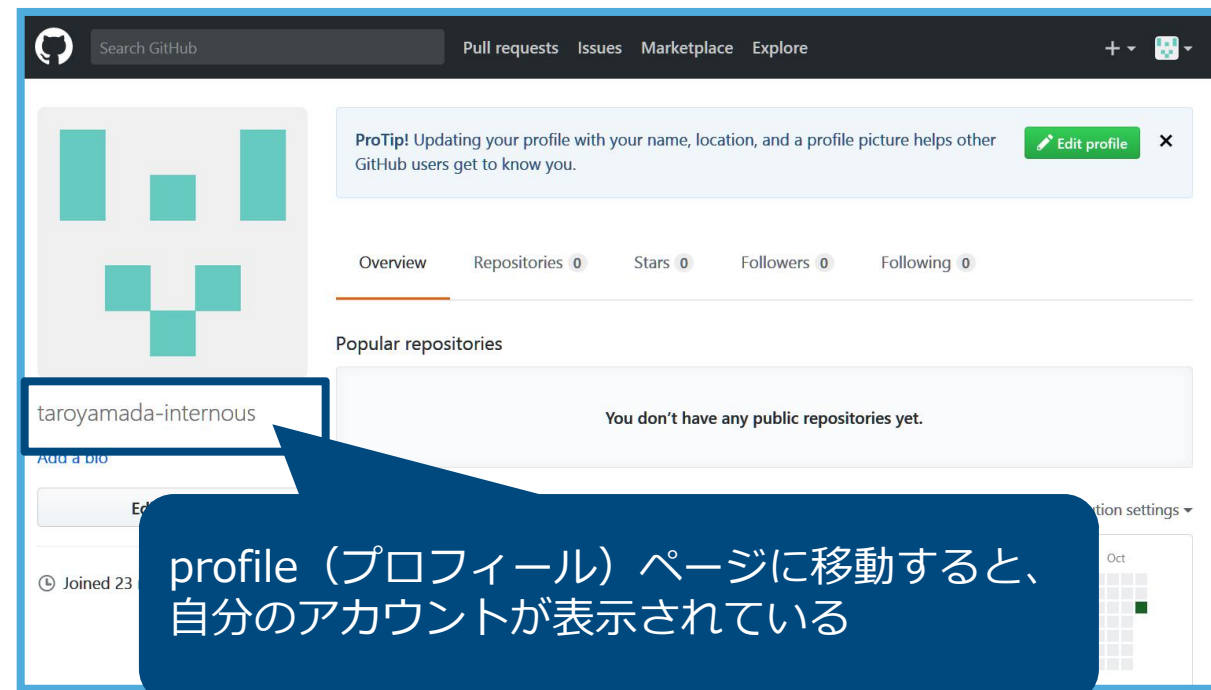 Search GitHub
Pull requests Issues Marketplace Explore
ProTip! Updating your profile with your name, location, and a profile picture helps other
GitHub users get to know you.
Edit profile
Overview Repositories 0 Stars 0 Followers 0 Following 0
Popular repositories
You don’t have any public repositories yet.
taroyamada-internous
Add a bio
settings
Joined 23
Oct
profile（プロフィール）ページに移動すると、
自分のアカウントが表示されている